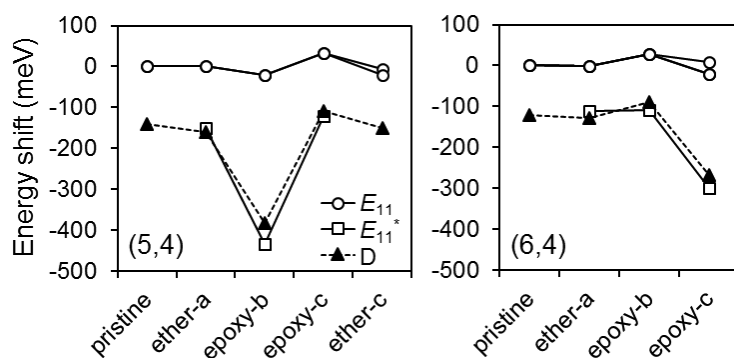 Energy shift (meV)
100
0
-100
-200
-300
-400
-500
E11
E11*
D
(5,4)
pristine
ether-a
epoxy-b
epoxy-c
ether-c
100
0
-100
-200
-300
-400
-500
(6,4)
pristine
ether-a
epoxy-b
epoxy-c